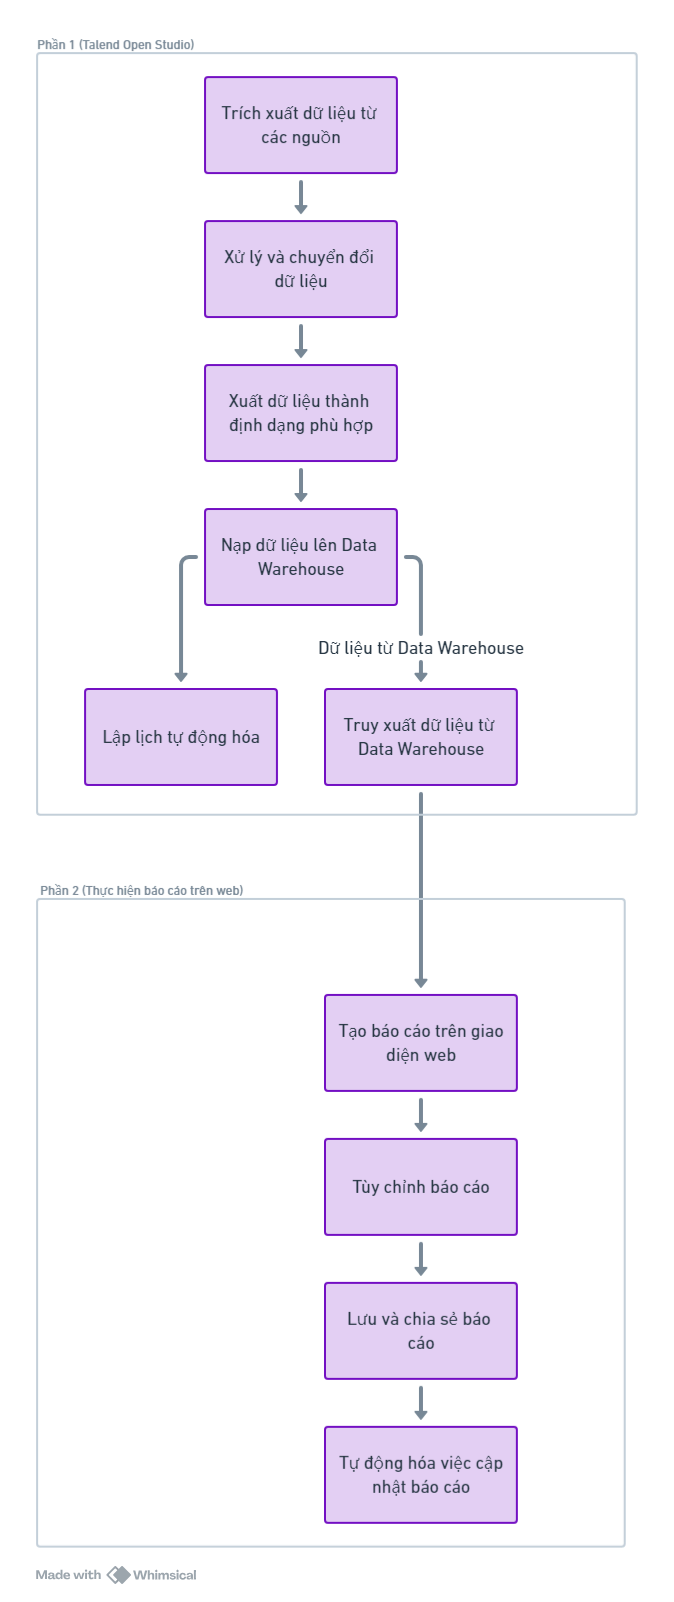 Phần 1 (Talend Open Studio)
Trích xuất dữ liệu từ
các nguồn
Xử lý và chuyển đổi
dữ liệu
Xuất dữ liệu thành
định dạng phù hợp
Nạp dữ liệu lên Data
Warehouse
Dữ liệu từ Data Warehouse
Lập lịch tự động hóa
Truy xuất dữ liệu từ
Data Warehouse
Phần 2 (Thực hiện báo cáo trên web)
Tạo báo cáo trên giao
diện web
Tùy chỉnh báo cáo
Lưu và chia sẻ báo
cáo
Tự động hóa việc cập
nhật báo cáo
Made with Whimsical